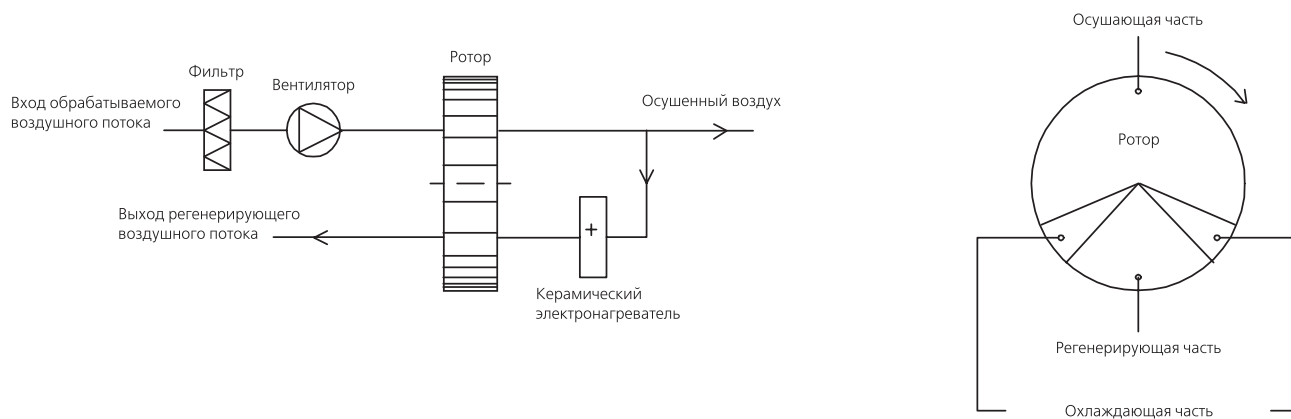 Фильтр
Вентилятор
Ротор
Вход обрабатываемого
воздушного потока
Осушенный воздух
Выход регенерирующего
воздушного потока
Керамический
электронагреватель
Осушающая часть
Ротор
Регенерирующая часть
Охлаждающая часть